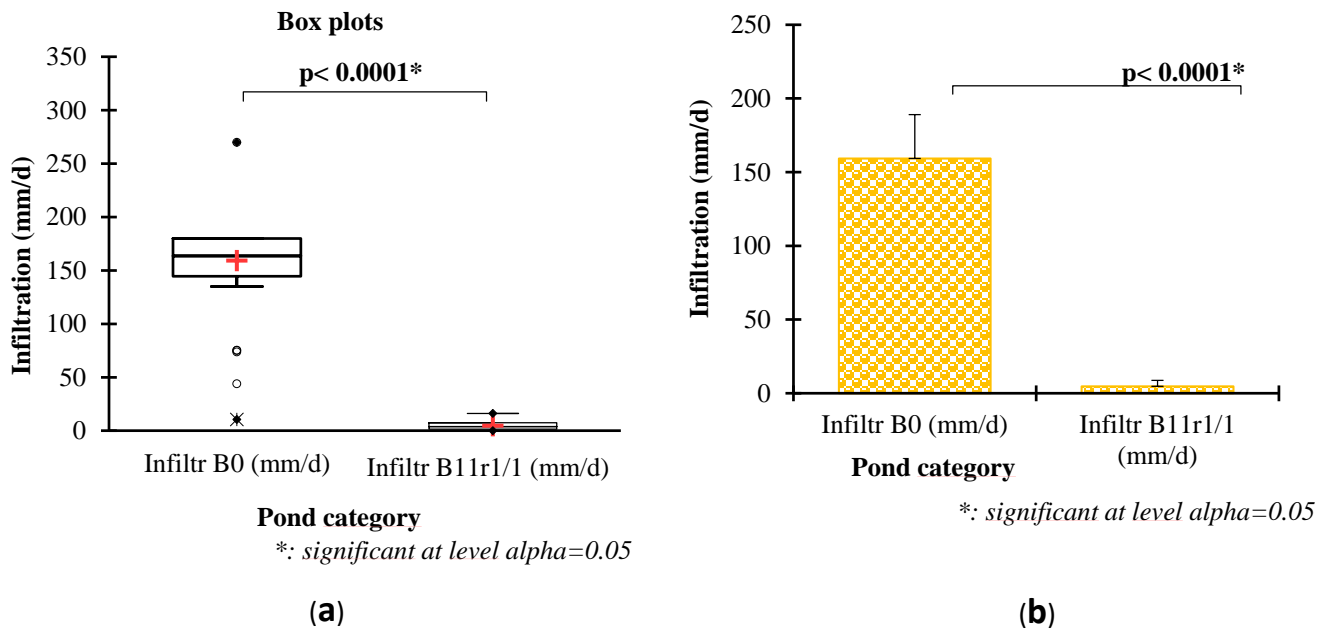 Box plots
350
300
250
200
150
100
50
0
Infiltration (mm/d)
p< 0.0001*
Infiltr B0 (mm/d)
Infiltr B11r1/1 (mm/d)
Pond category
*: significant at level alpha=0.05
(a)
250
200
150
100
50
0
Infiltration (mm/d)
p< 0.0001*
Infiltr B0 (mm/d)
Infiltr B11r1/1
(mm/d)
Pond category
*: significant at level alpha=0.05
(b)